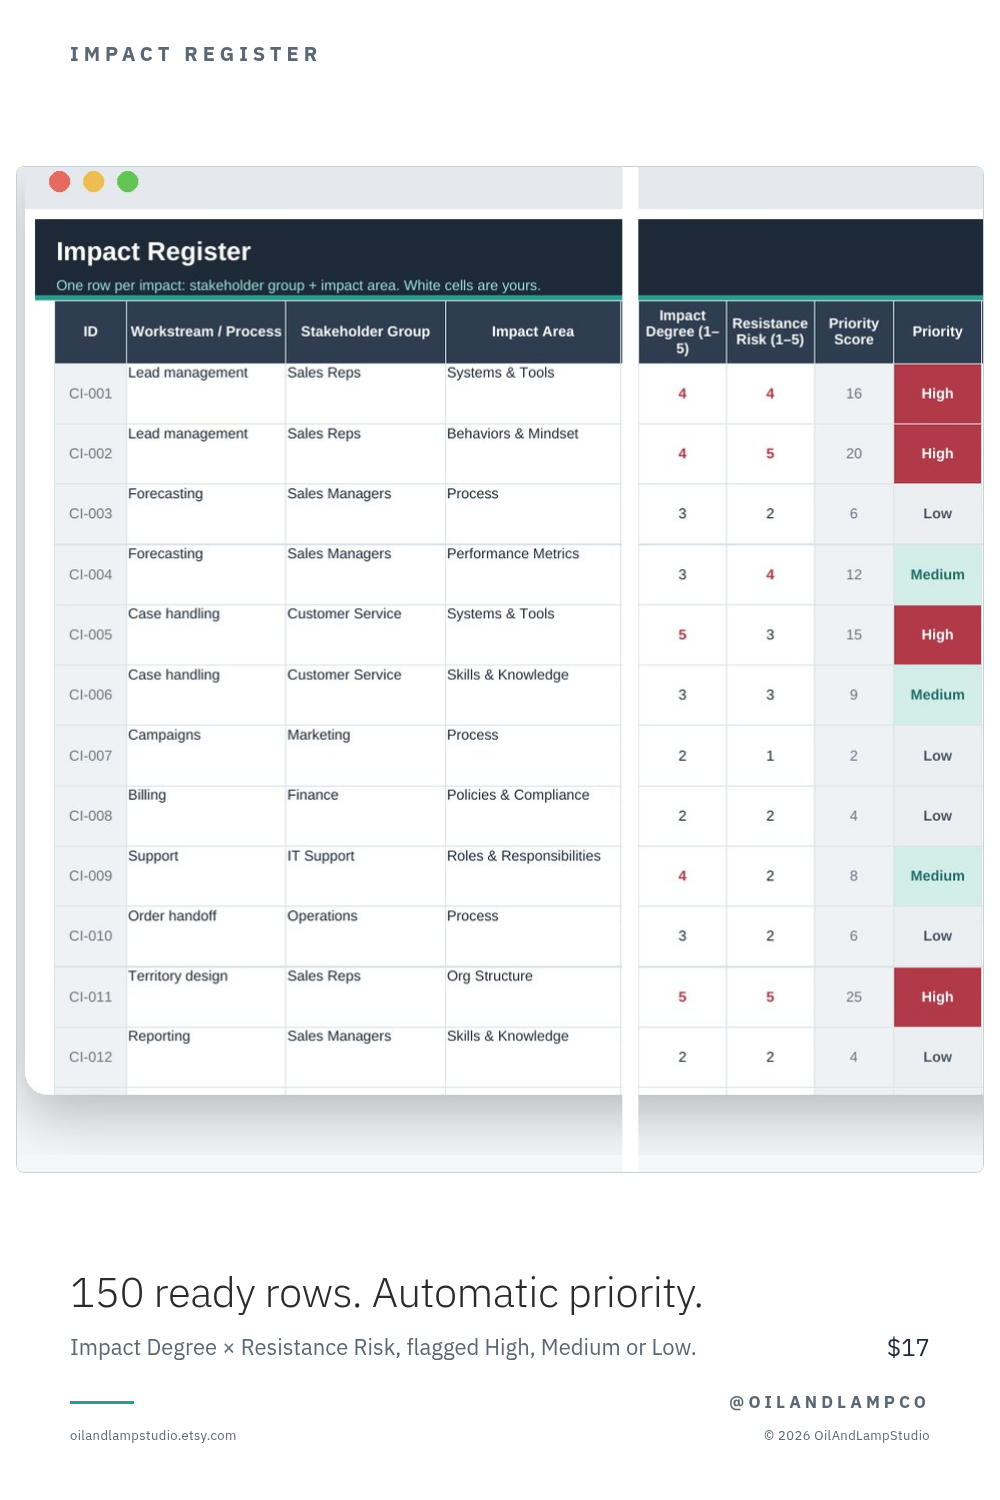 IMPACT REGISTER
Impact Register
One row per impact: stakeholder group + impact area. White cells are yours.
ID Workstream / Process Stakeholder Group Impact Area Impact Degree (1–5) Resistance Risk (1–5) Priority Score Priority
CI-001 Lead management Sales Reps Systems & Tools 4 4 16 High
CI-002 Lead management Sales Reps Behaviors & Mindset 4 5 20 High
CI-003 Forecasting Sales Managers Process 3 2 6 Low
CI-004 Forecasting Sales Managers Performance Metrics 3 4 12 Medium
CI-005 Case handling Customer Service Systems & Tools 5 3 15 High
CI-006 Case handling Customer Service Skills & Knowledge 3 3 9 Medium
CI-007 Campaigns Marketing Process 2 1 2 Low
CI-008 Billing Finance Policies & Compliance 2 2 4 Low
CI-009 Support IT Support Roles & Responsibilities 4 2 8 Medium
CI-010 Order handoff Operations Process 3 2 6 Low
CI-011 Territory design Sales Reps Org Structure 5 5 25 High
CI-012 Reporting Sales Managers Skills & Knowledge 2 2 4 Low
150 ready rows. Automatic priority.
Impact Degree × Resistance Risk, flagged High, Medium or Low.
$17
@OILANDLAMPCO
oilandlampstudio.etsy.com
© 2026 OilAndLampStudio